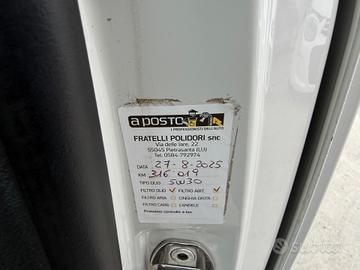 a posto
I PROFESSIONISTI DELL'AUTO
FRATELLI POLIDORI snc
Via delle Iare, 22
55045 Pietrasanta (LU)
Tel. 0584-792974
DATA 27-8-2025
KM 316.019
TIPO OLIO 5W30
FILTRO OLIO FILTRO ABIT.
FILTRO ARIA CINGHIA DISTR.
FILTRO CARB. CANDELE
Prossimo controllo a km
subito